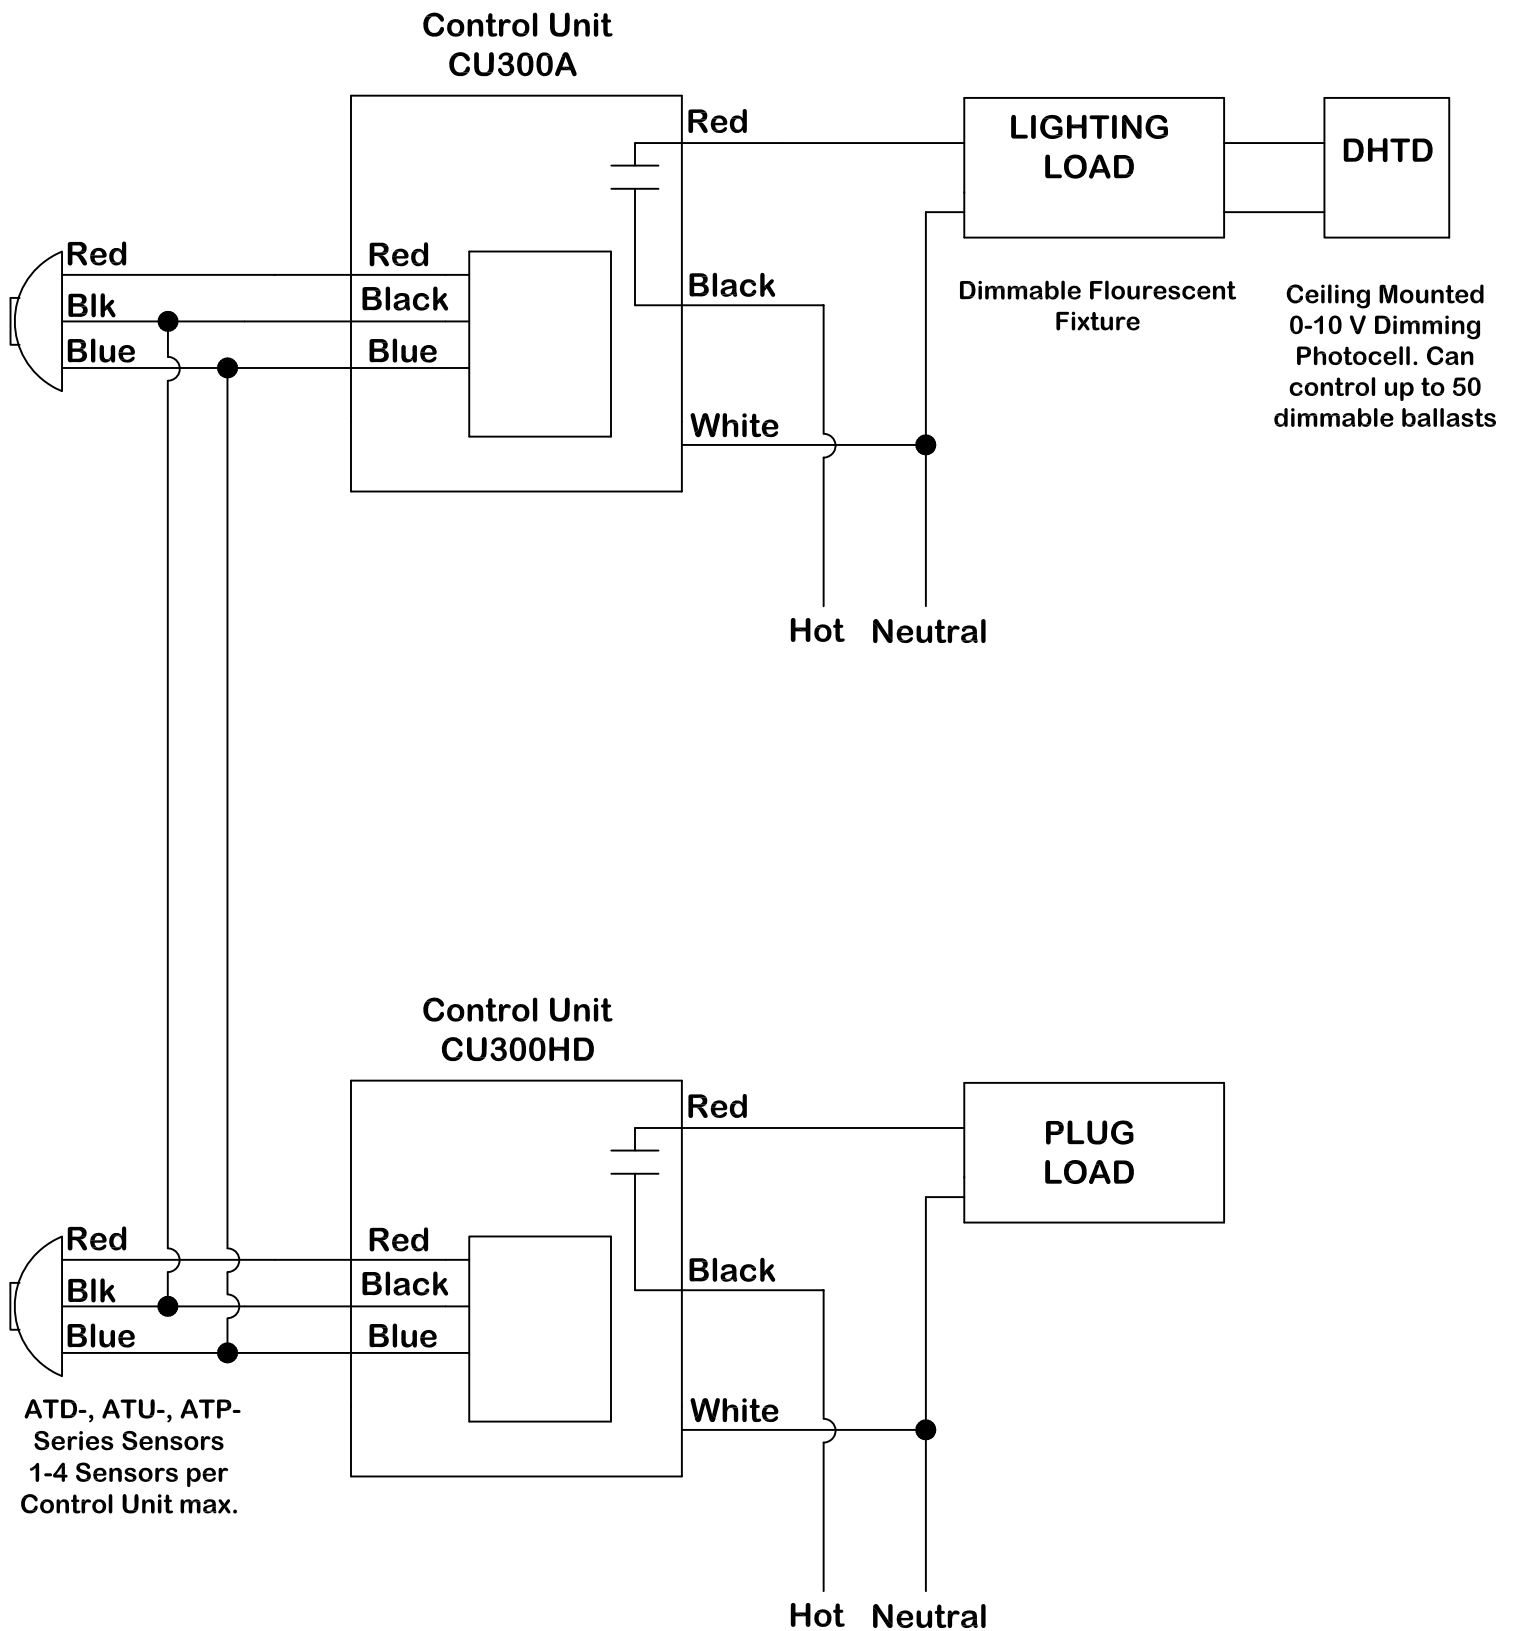 Control Unit
CU300A
Red
LIGHTING
LOAD
DHTD
Red
Red
Blk
Black
Blue
Blue
Black
White
Dimmable Flourescent
Fixture
Ceiling Mounted
0-10 V Dimming
Photocell. Can
control up to 50
dimmable ballasts
Hot
Neutral
Control Unit
CU300HD
Red
PLUG
LOAD
Red
Red
Blk
Black
Blue
Blue
Black
White
ATD-, ATU-, ATP-
Series Sensors
1-4 Sensors per
Control Unit max.
Hot
Neutral